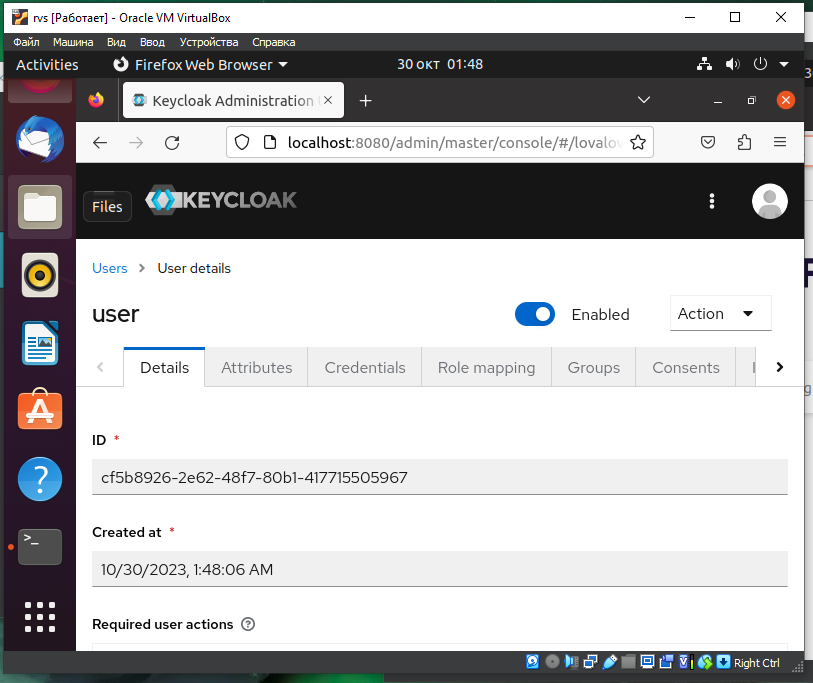 rvs [Работает] - Oracle VM VirtualBox
Файл Машина Вид Ввод Устройства Справка
Activities Firefox Web Browser 30 окт 01:48
Keycloak Administration
localhost:8080/admin/master/console/#/lovalov
Files KEYCLOAK
Users > User details
user Enabled Action
Details Attributes Credentials Role mapping Groups Consents
ID *
cf5b8926-2e62-48f7-80b1-417715505967
Created at *
10/30/2023, 1:48:06 AM
Required user actions
Right Ctrl